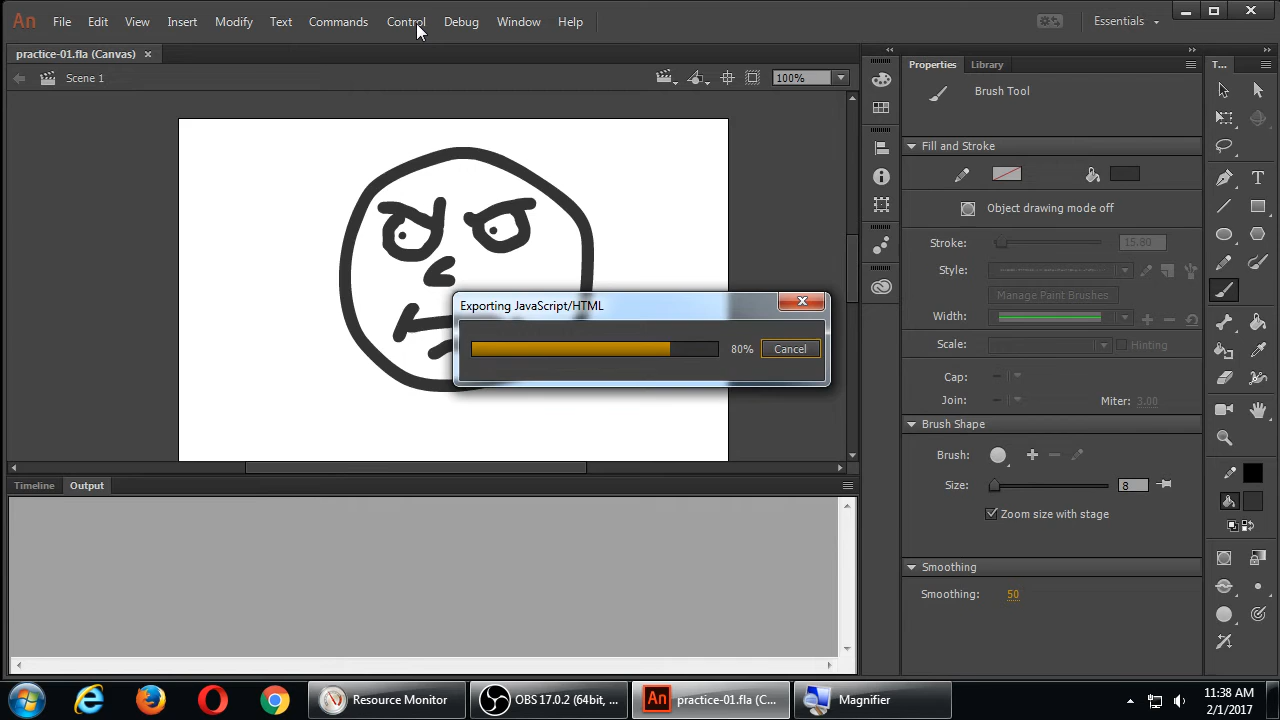 An File Edit View Insert Modify Text Commands Control Debug Window Help Essentials
practice-01.fla (Canvas)
Scene 1
100%
Properties Library T...
Brush Tool
Fill and Stroke
Object drawing mode off
Stroke: 15.80
Style:
Manage Paint Brushes
Width:
Scale: Hinting
Cap:
Join: Miter: 3.00
Brush Shape
Brush:
Size: 8
Zoom size with stage
Smoothing
Smoothing: 50
Exporting JavaScript/HTML
80% Cancel
Timeline Output
Resource Monitor OBS 17.0.2 (64bit, ... An practice-01.fla (C... Magnifier
11:38 AM
2/1/2017